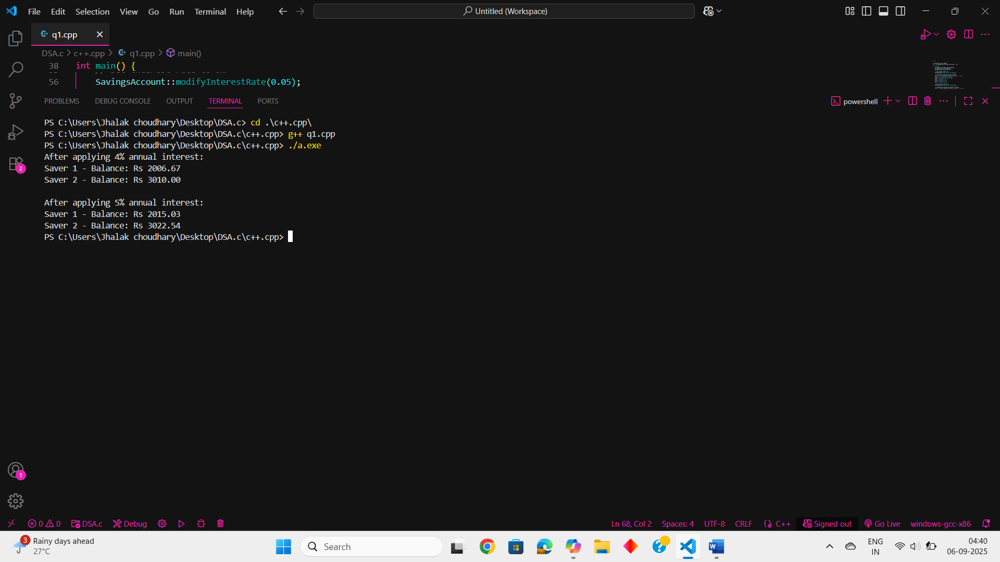 File Edit Selection View Go Run Terminal Help
Untitled (Workspace)
q1.cpp
DSA.c > c++.cpp > q1.cpp > main()
38 int main() {
56 SavingsAccount::modifyInterestRate(0.05);
PROBLEMS DEBUG CONSOLE OUTPUT TERMINAL PORTS
powershell
PS C:\Users\Jhalak choudhary\Desktop\DSA.c> cd .\c++.cpp\
PS C:\Users\Jhalak choudhary\Desktop\DSA.c\c++.cpp> g++ q1.cpp
PS C:\Users\Jhalak choudhary\Desktop\DSA.c\c++.cpp> ./a.exe
After applying 4% annual interest:
Saver 1 - Balance: Rs 2006.67
Saver 2 - Balance: Rs 3010.00
After applying 5% annual interest:
Saver 1 - Balance: Rs 2015.03
Saver 2 - Balance: Rs 3022.54
PS C:\Users\Jhalak choudhary\Desktop\DSA.c\c++.cpp>
2
1
0 0 DSA.c Debug
Ln 68, Col 2 Spaces: 4 UTF-8 CRLF {} C++ Signed out Go Live windows-gcc-x86
3
Rainy days ahead
27°C
Search
ENG
IN
04:40
06-09-2025